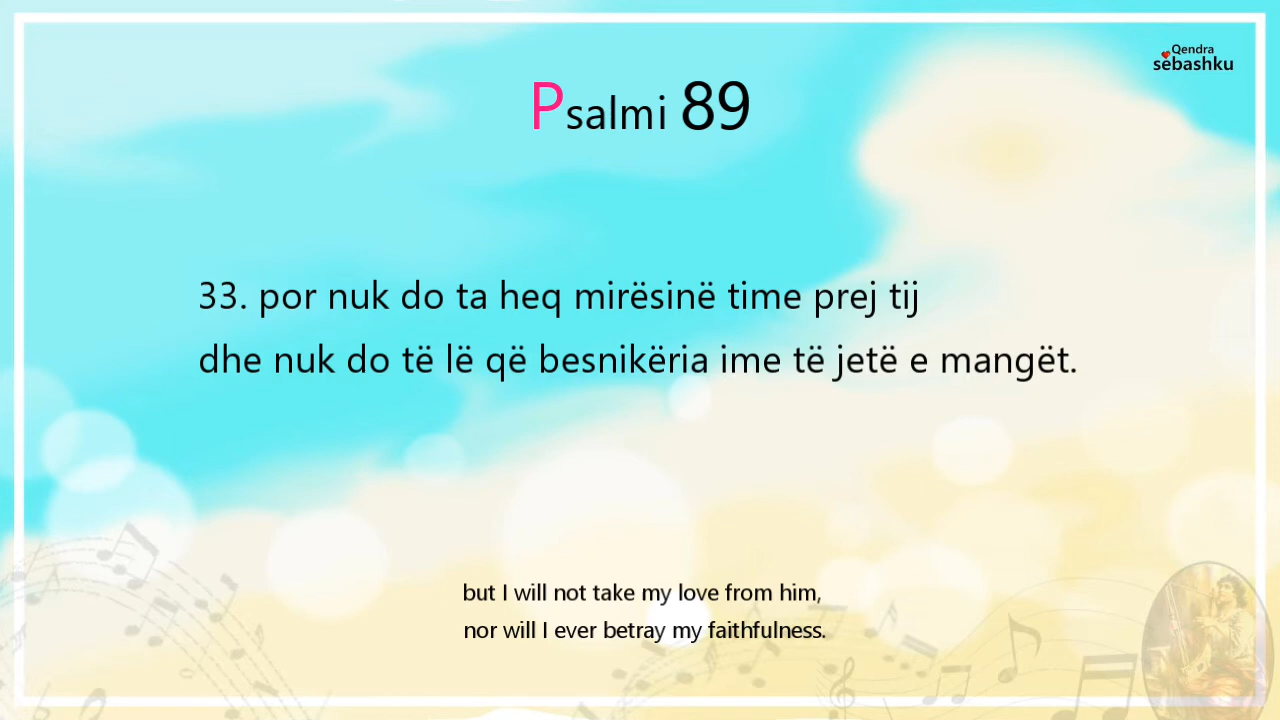 Qendra
sëbashku
Psalmi 89
33. por nuk do ta heq mirësinë time prej tij
dhe nuk do të lë që besnikëria ime të jetë e mangët.
but I will not take my love from him,
nor will I ever betray my faithfulness.